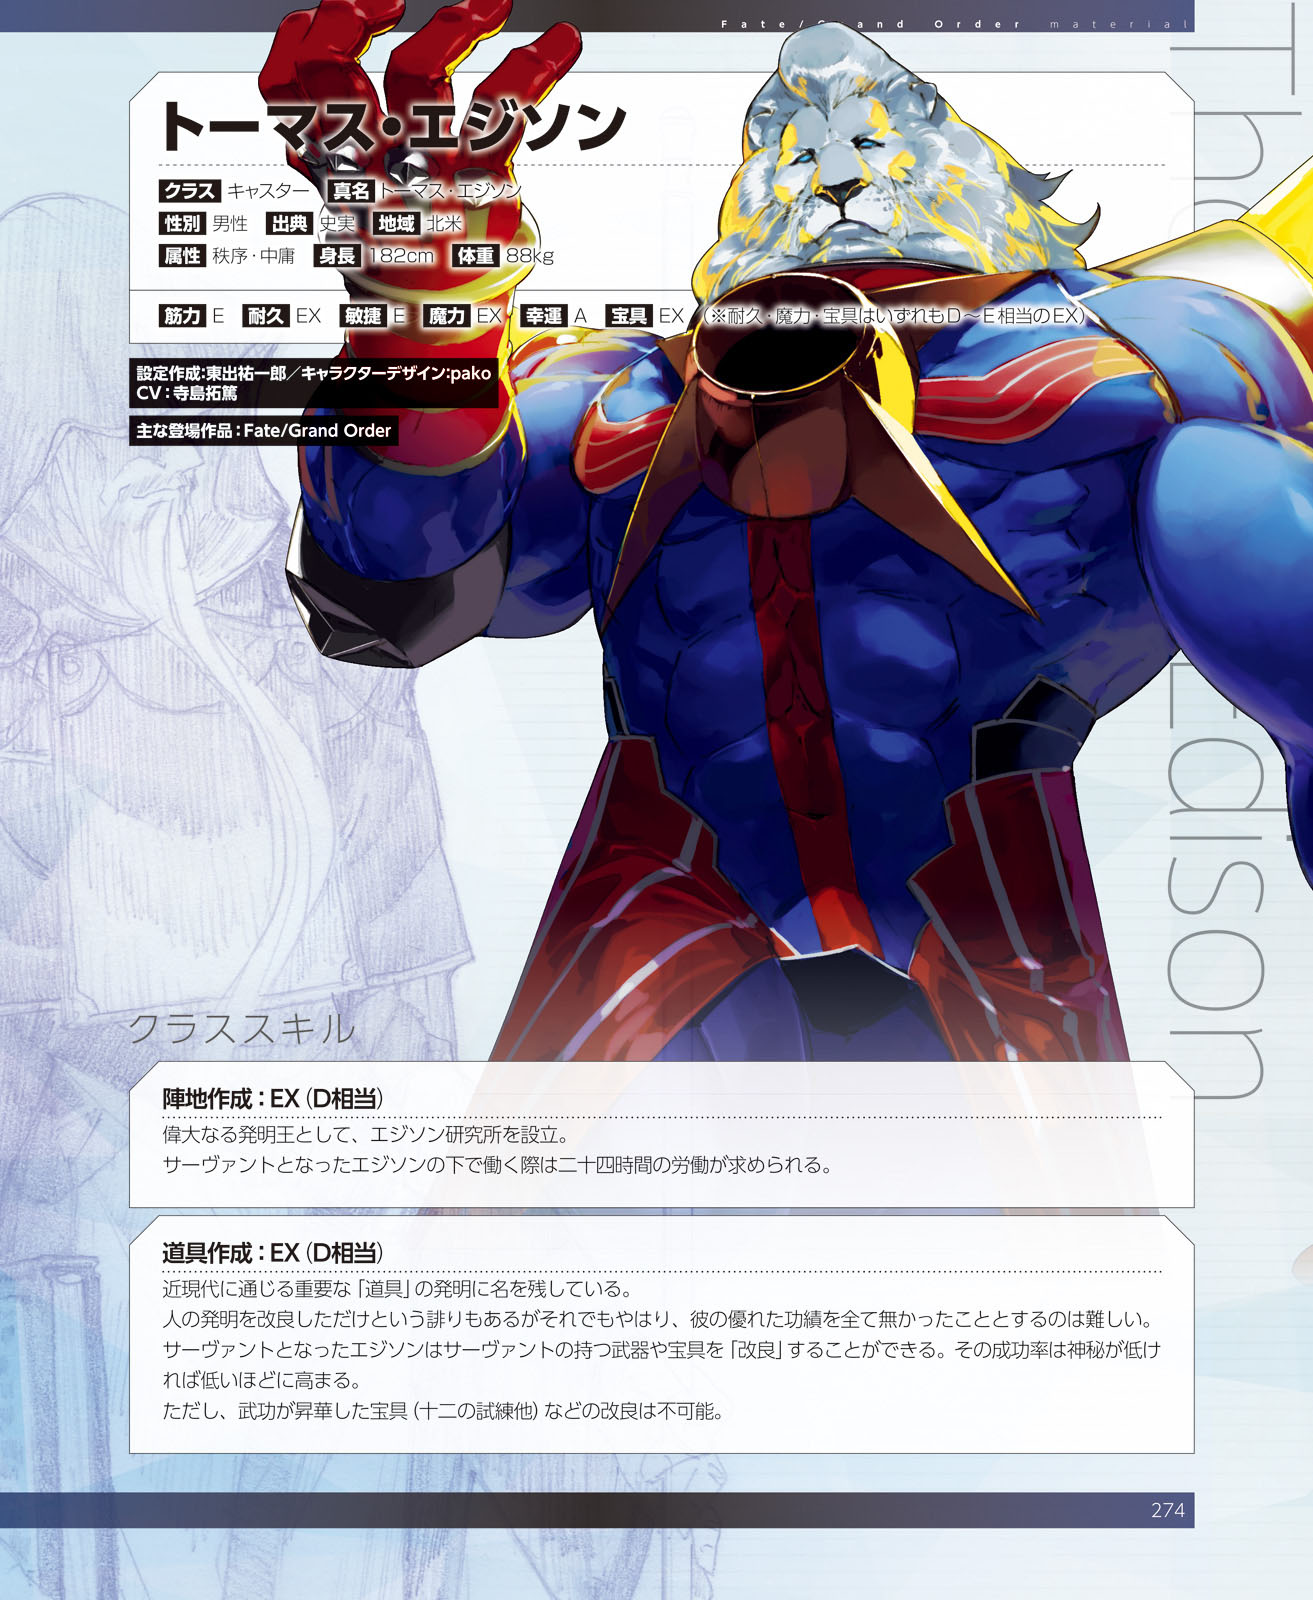 Fate/Grand Order material
トーマス・エジソン
クラス キャスター 真名 トーマス・エジソン
性別 男性 出典 史実 地域 北米
属性 秩序・中庸 身長 182cm 体重 88kg
筋力 E 耐久 EX 敏捷 E 魔力 EX 幸運 A 宝具 EX (※耐久・魔力・宝具はいずれもD〜E相当のEX)
設定作成:東出祐一郎／キャラクターデザイン:pako
CV:寺島拓篤
主な登場作品:Fate/Grand Order
Edison
クラススキル
陣地作成:EX(D相当)
偉大なる発明王として、エジソン研究所を設立。
サーヴァントとなったエジソンの下で働く際は二十四時間の労働が求められる。
道具作成:EX(D相当)
近現代に通じる重要な「道具」の発明に名を残している。
人の発明を改良しただけという誹りもあるがそれでもやはり、彼の優れた功績を全て無かったこととするのは難しい。
サーヴァントとなったエジソンはサーヴァントの持つ武器や宝具を「改良」することができる。その成功率は神秘が低け
れば低いほどに高まる。
ただし、武功が昇華した宝具(十二の試練他)などの改良は不可能。
274